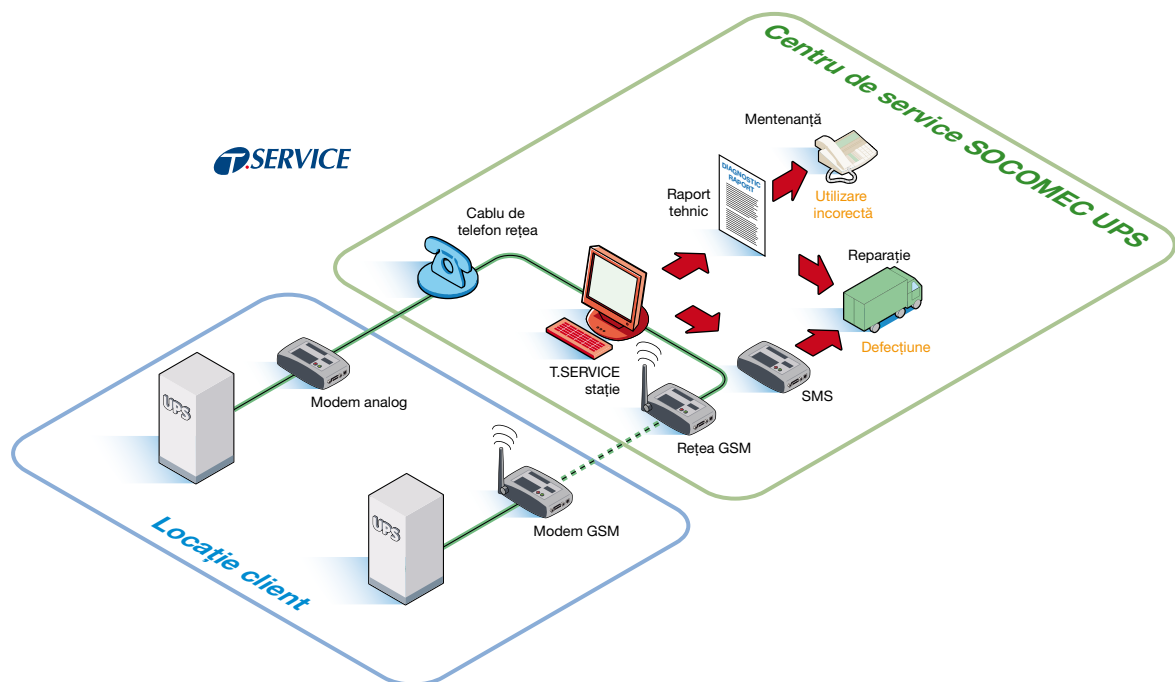 Centru de service SOCOMEC UPS
Mentenanță
T.SERVICE
DIAGNOSTIC
RAPORT
Raport
tehnic
Utilizare
incorectă
Cablu de
telefon rețea
Reparație
Defecțiune
T.SERVICE
stație
SMS
Modem analog
UPS
Rețea GSM
UPS
Modem GSM
Locație client